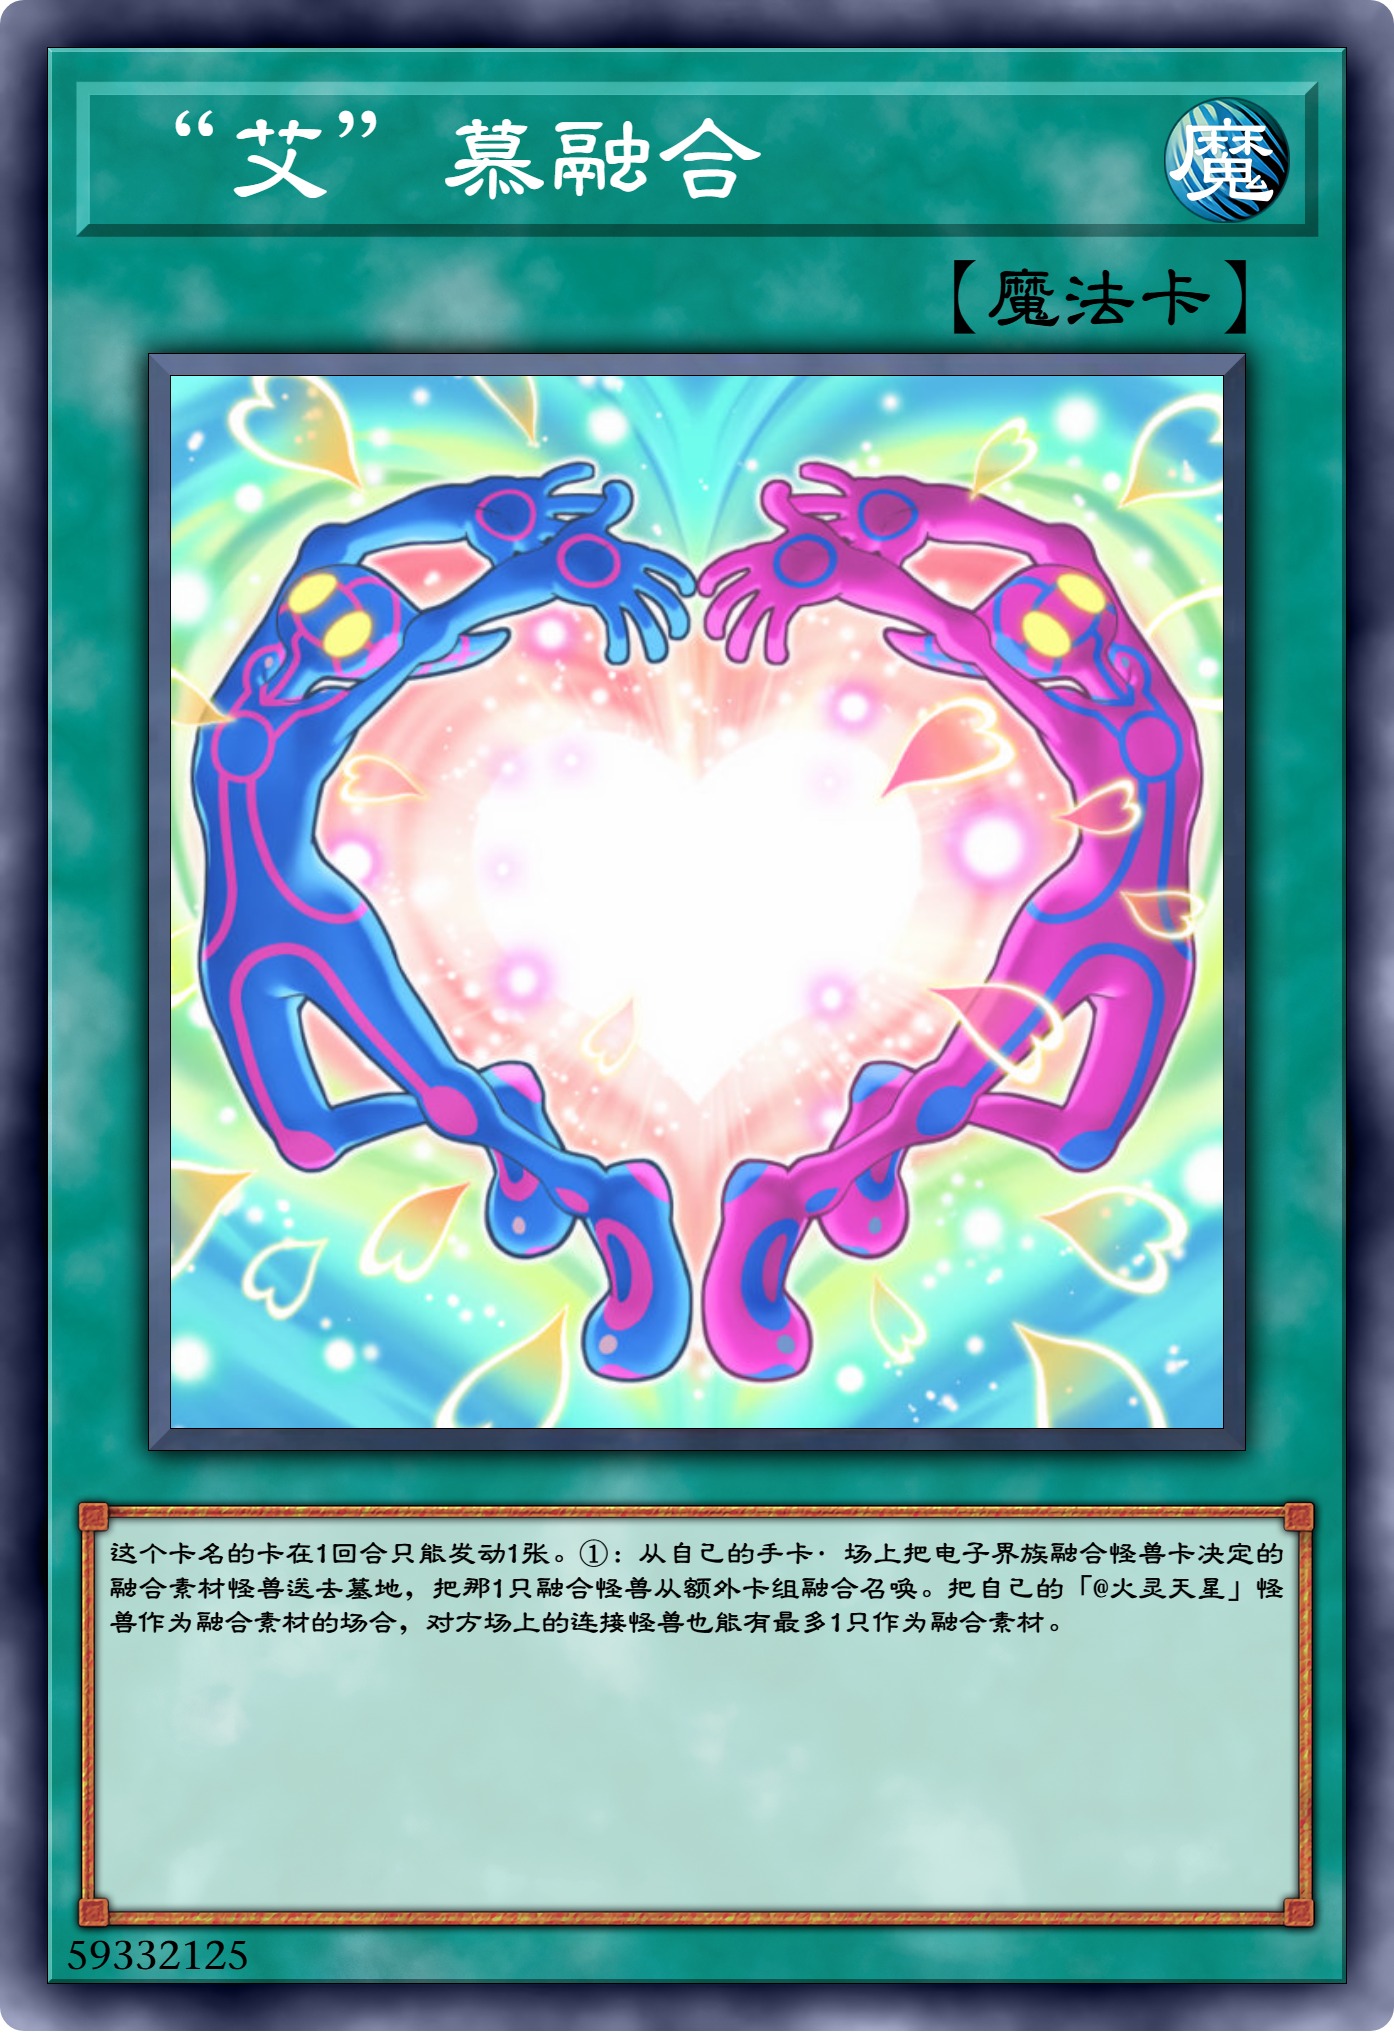 “艾”慕融合
魔
【魔法卡】
这个卡名的卡在1回合只能发动1张。①：从自己的手卡·场上把电子界族融合怪兽卡决定的
融合素材怪兽送去墓地，把那1只融合怪兽从额外卡组融合召唤。把自己的「@火灵天星」怪
兽作为融合素材的场合，对方场上的连接怪兽也能有最多1只作为融合素材。
59332125